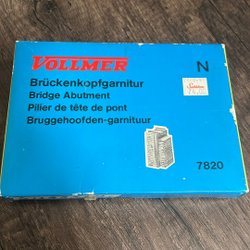 VOLLMER
N
Brückenkopfgarnitur
Bridge Abutment
Pilier de tête de pont
Bruggehoofden-garnituur
7820